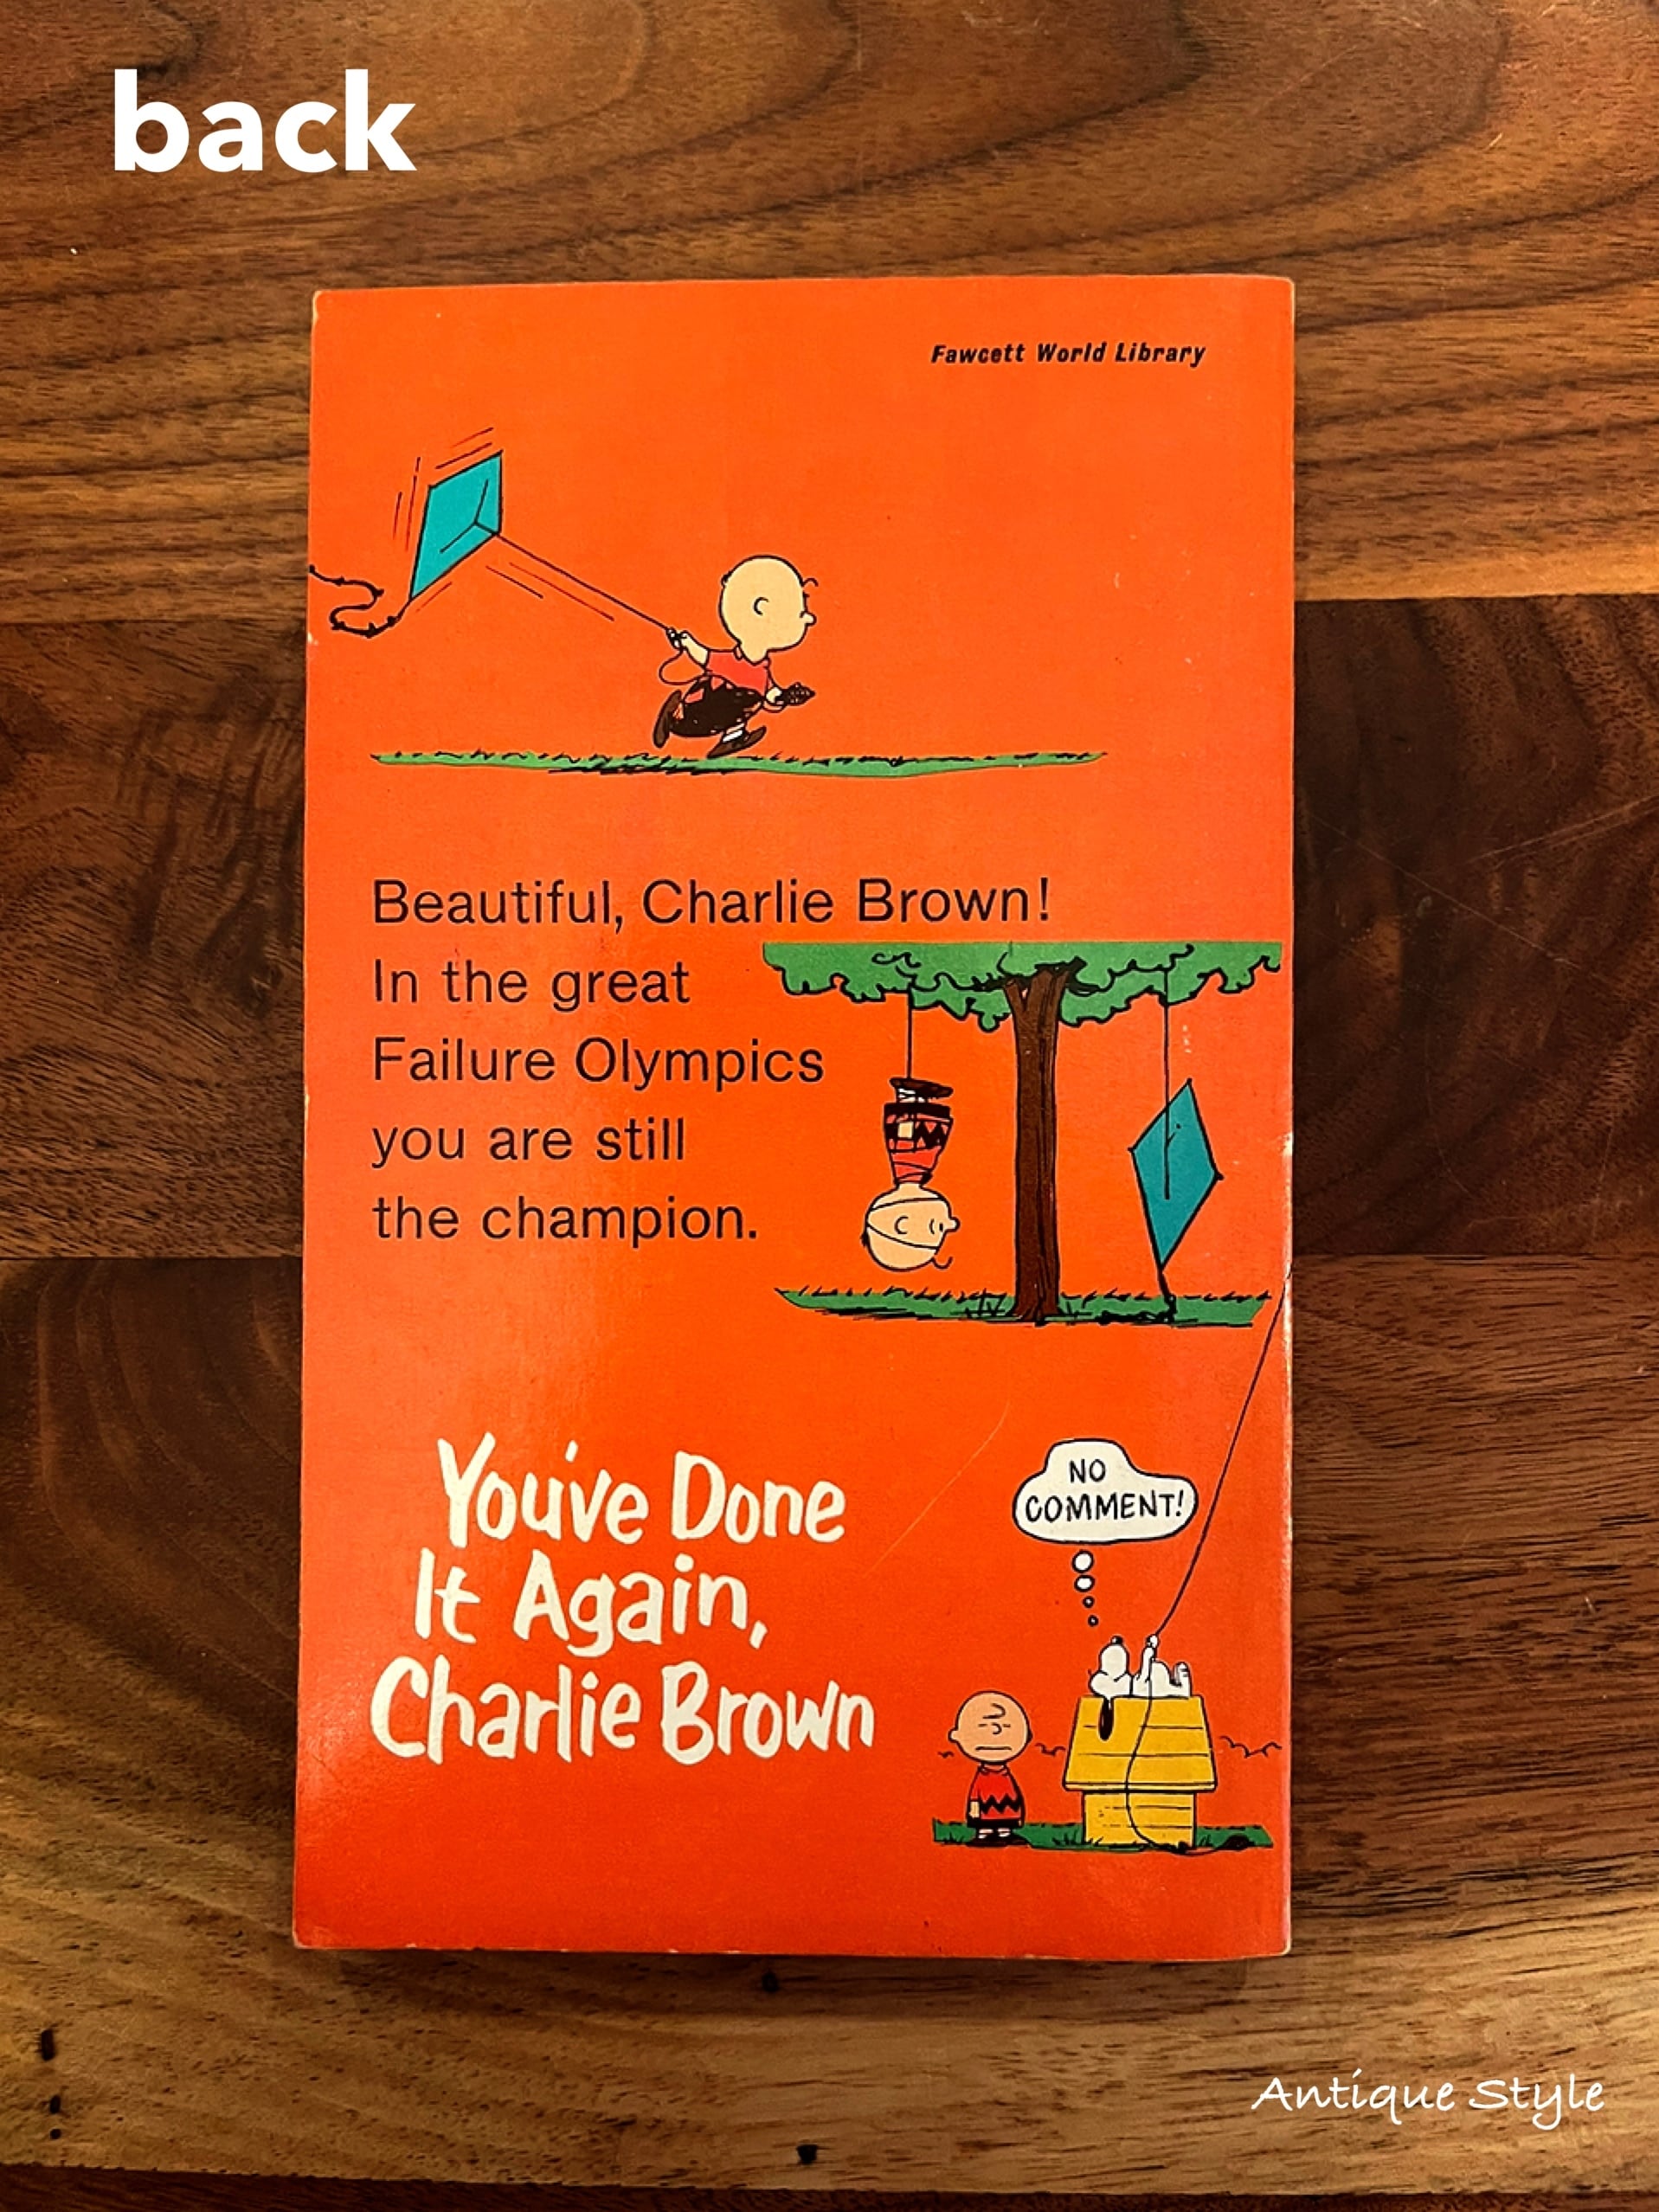 back
Fawcett World Library
Beautiful, Charlie Brown!
In the great
Failure Olympics
you are still
the champion.
You've Done
It Again,
Charlie Brown
NO
COMMENT!
Antique Style